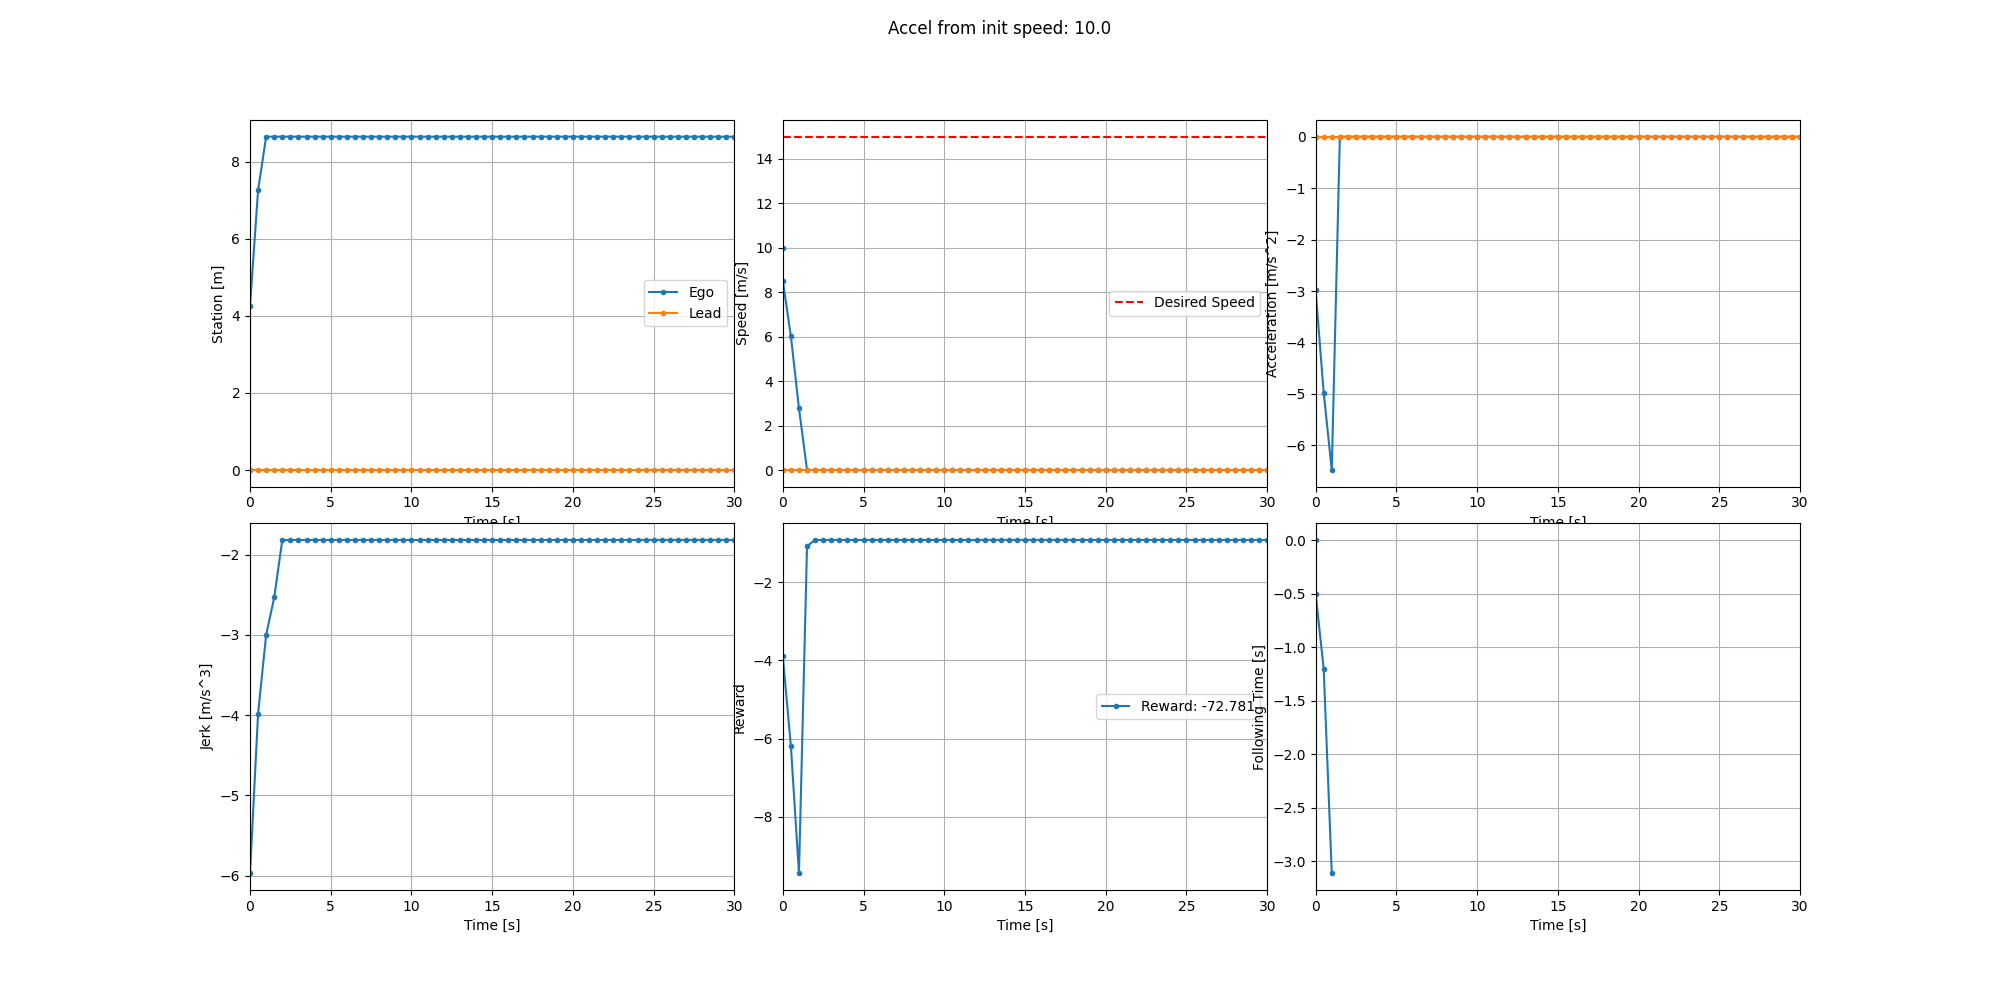 Accel from init speed: 10.0
Station [m]
8
6
4
2
0
Ego
Lead
0 5 10 15 20 25 30
Time [s]
Speed [m/s]
14
12
10
8
6
4
2
0
Desired Speed
0 5 10 15 20 25 30
Time [s]
Acceleration [m/s^2]
0
−1
−2
−3
−4
−5
−6
0 5 10 15 20 25 30
Time [s]
Jerk [m/s^3]
−2
−3
−4
−5
−6
0 5 10 15 20 25 30
Time [s]
Reward
−2
−4
−6
−8
Reward: -72.781
0 5 10 15 20 25 30
Time [s]
Following Time [s]
0.0
−0.5
−1.0
−1.5
−2.0
−2.5
−3.0
0 5 10 15 20 25 30
Time [s]